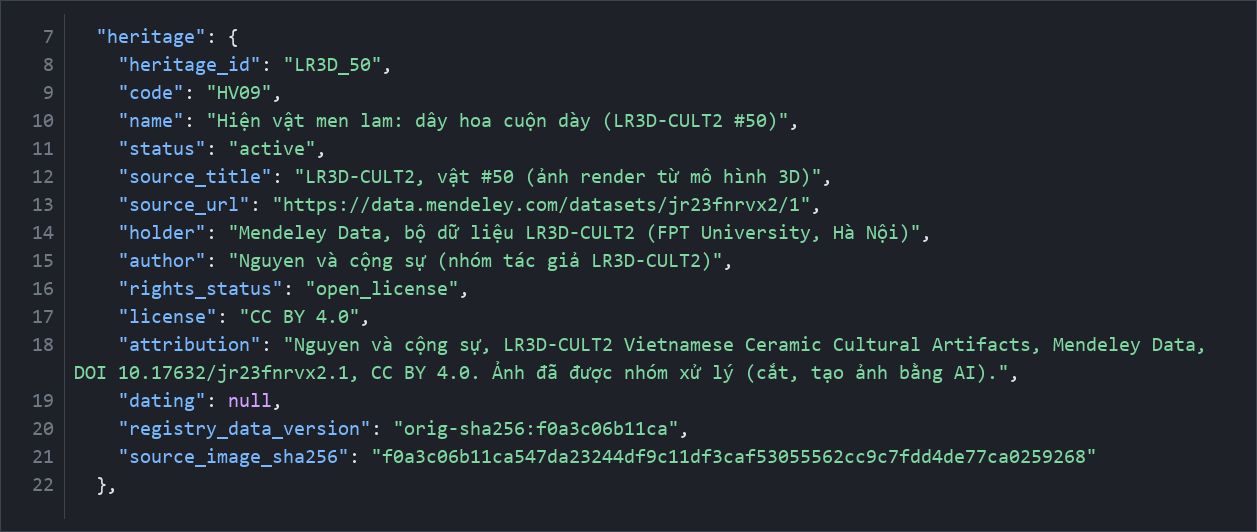 7 "heritage": {
8 "heritage_id": "LR3D_50",
9 "code": "HV09",
10 "name": "Hiện vật men lam: dây hoa cuộn dày (LR3D-CULT2 #50)",
11 "status": "active",
12 "source_title": "LR3D-CULT2, vật #50 (ảnh render từ mô hình 3D)",
13 "source_url": "https://data.mendeley.com/datasets/jr23fnrvx2/1",
14 "holder": "Mendeley Data, bộ dữ liệu LR3D-CULT2 (FPT University, Hà Nội)",
15 "author": "Nguyen và cộng sự (nhóm tác giả LR3D-CULT2)",
16 "rights_status": "open_license",
17 "license": "CC BY 4.0",
18 "attribution": "Nguyen và cộng sự, LR3D-CULT2 Vietnamese Ceramic Cultural Artifacts, Mendeley Data,
DOI 10.17632/jr23fnrvx2.1, CC BY 4.0. Ảnh đã được nhóm xử lý (cắt, tạo ảnh bằng AI).",
19 "dating": null,
20 "registry_data_version": "orig-sha256:f0a3c06b11ca",
21 "source_image_sha256": "f0a3c06b11ca547da23244df9c11df3caf53055562cc9c7fdd4de77ca0259268"
22 },